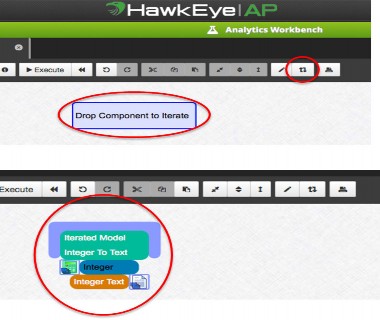 HawkEye|AP
Analytics Workbench
Execute
Drop Component to Iterate
Execute
Iterated Model
Integer To Text
Integer
Integer Text